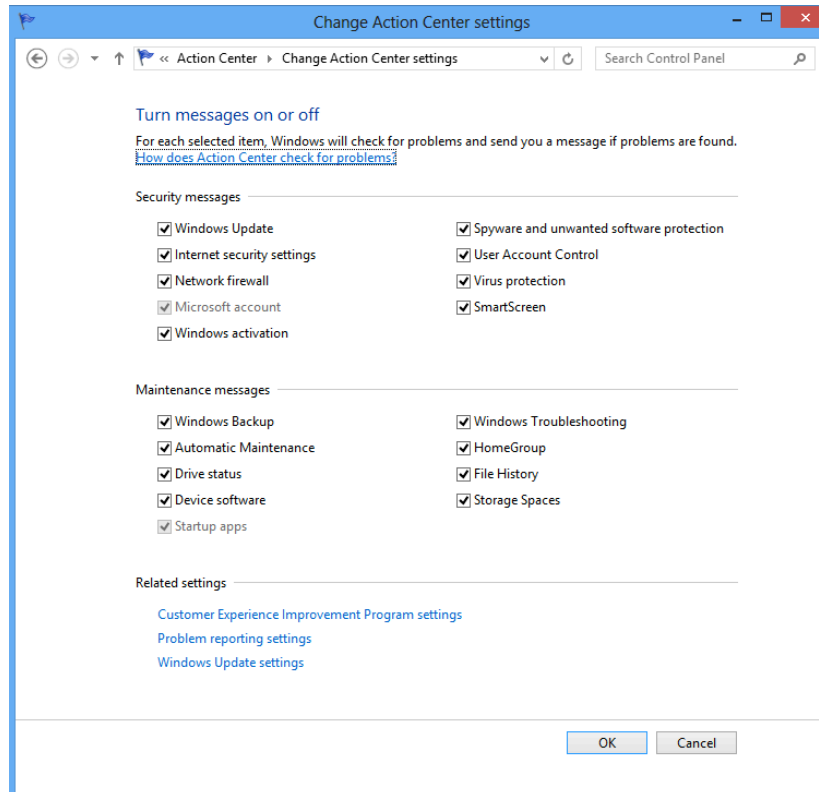 Change Action Center settings
« Action Center Change Action Center settings
Search Control Panel
Turn messages on or off
For each selected item, Windows will check for problems and send you a message if problems are found.
How does Action Center check for problems?
Security messages
Windows Update
Spyware and unwanted software protection
Internet security settings
User Account Control
Network firewall
Virus protection
Microsoft account
SmartScreen
Windows activation
Maintenance messages
Windows Backup
Windows Troubleshooting
Automatic Maintenance
HomeGroup
Drive status
File History
Device software
Storage Spaces
Startup apps
Related settings
Customer Experience Improvement Program settings
Problem reporting settings
Windows Update settings
OK
Cancel